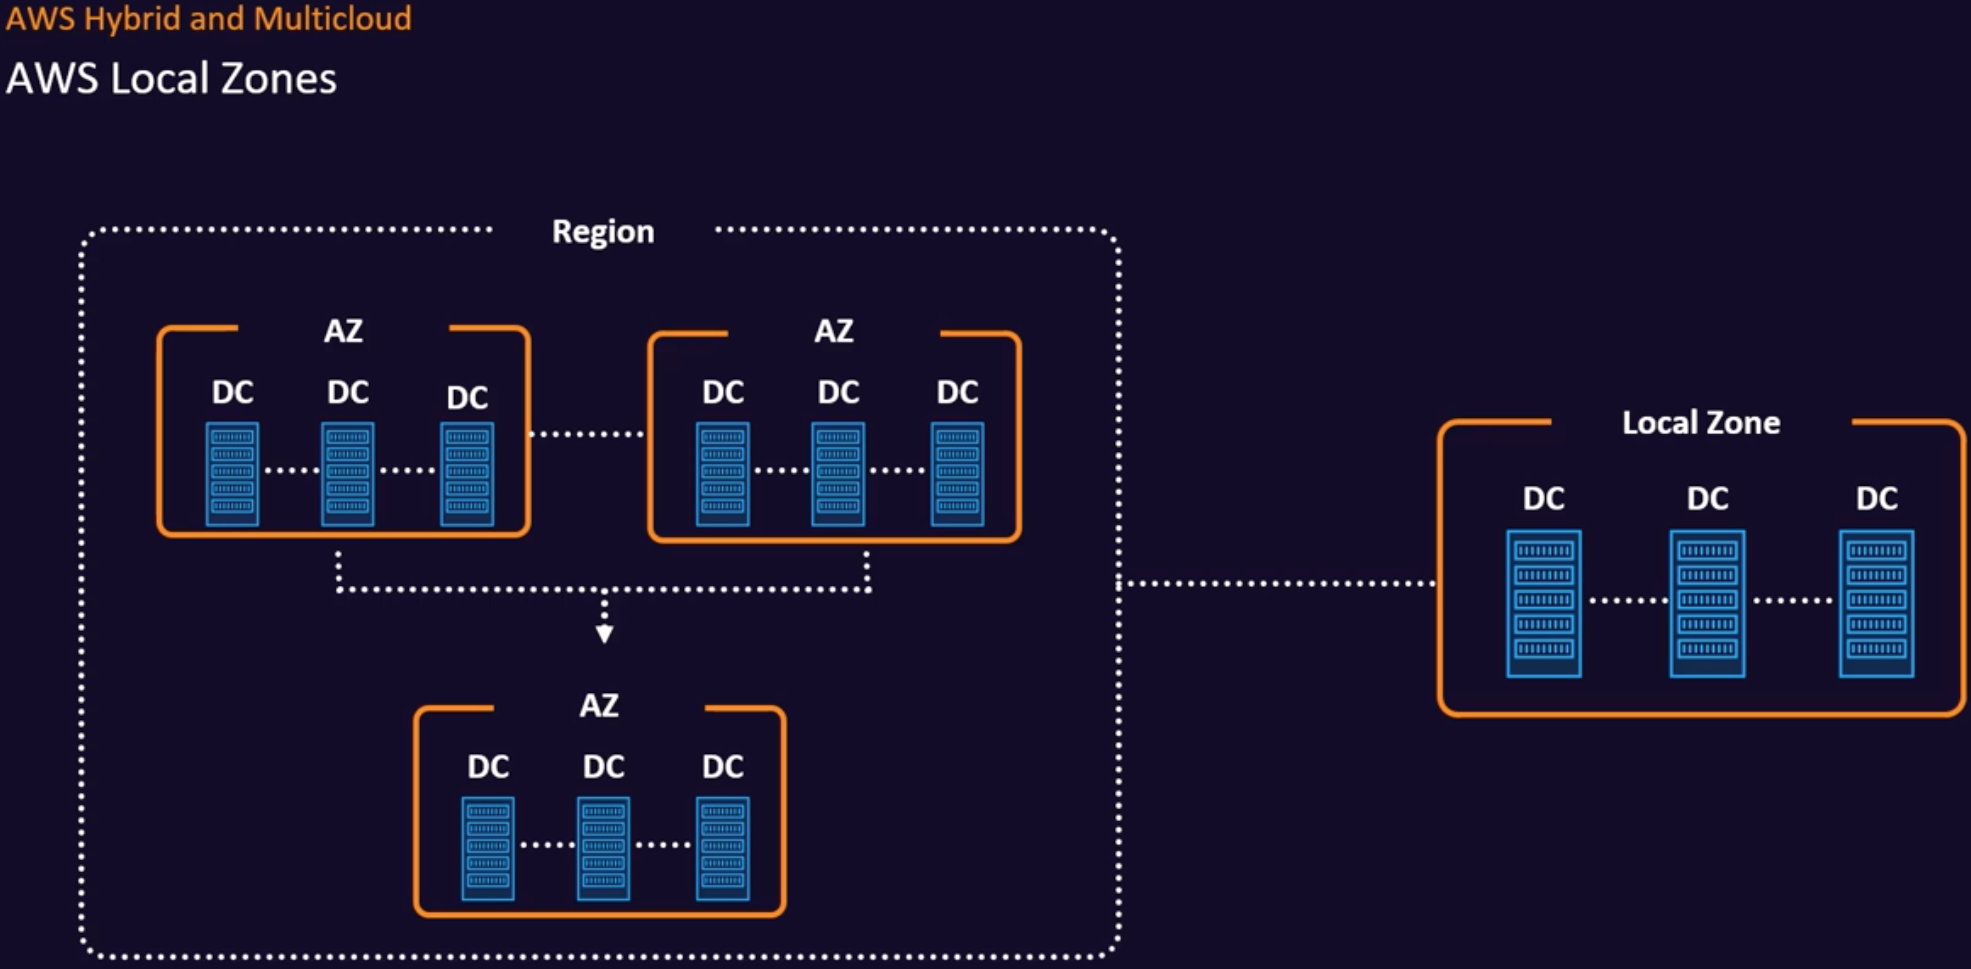 AWS Hybrid and Multicloud
AWS Local Zones
Region
AZ
DC DC DC
AZ
DC DC DC
AZ
DC DC DC
Local Zone
DC DC DC